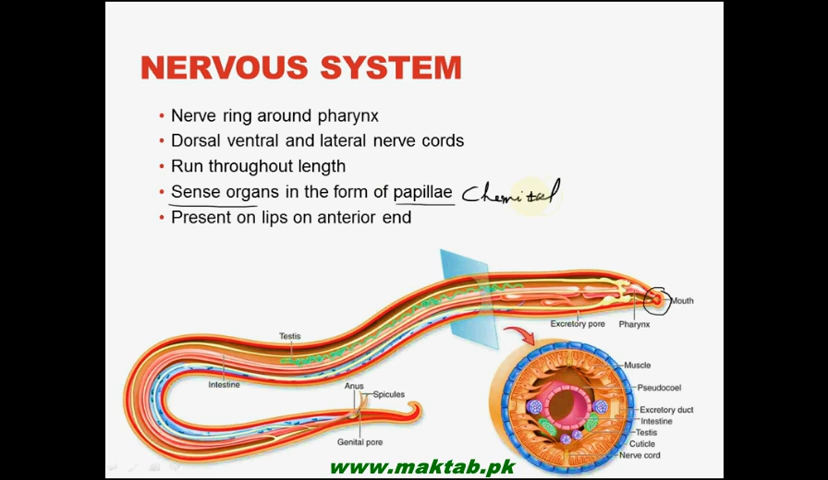 NERVOUS SYSTEM
• Nerve ring around pharynx
• Dorsal ventral and lateral nerve cords
• Run throughout length
• Sense organs in the form of papillae Chemical
• Present on lips on anterior end
Mouth
Excretory pore
Pharynx
Testis
Intestine
Anus
Spicules
Genital pore
Muscle
Pseudocoel
Excretory duct
Intestine
Testis
Cuticle
Nerve cord
www.maktab.pk